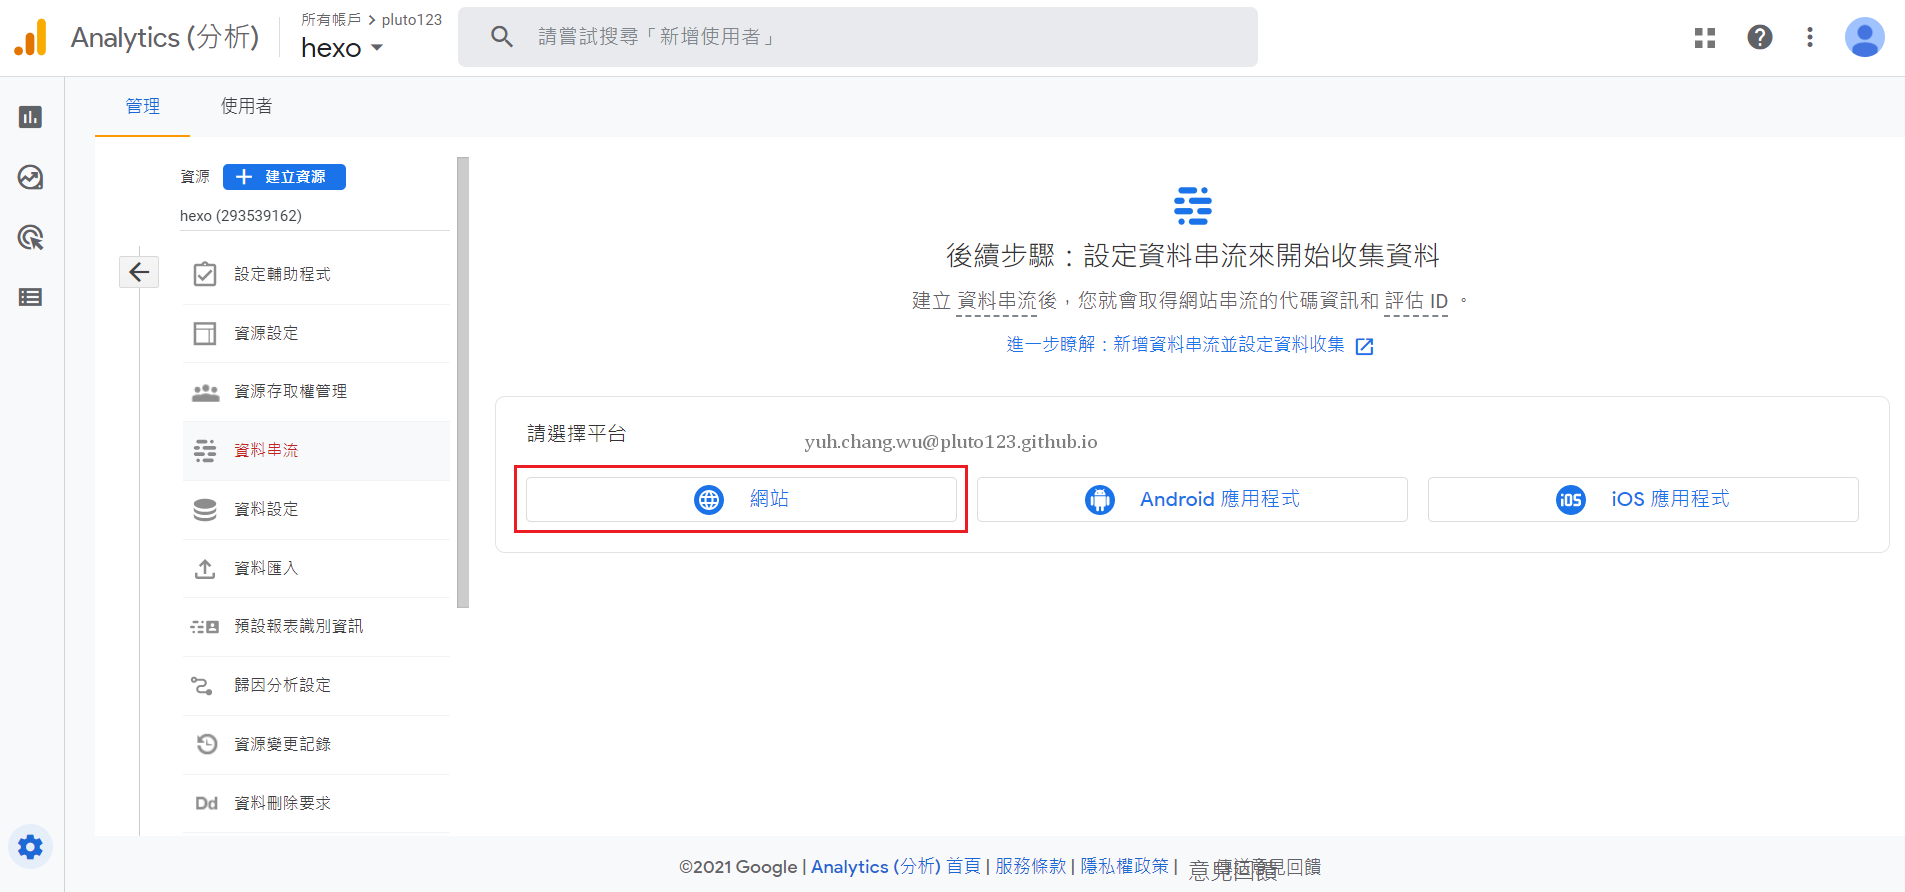 Analytics (分析)
所有帳戶 > pluto123
hexo
請嘗試搜尋「新增使用者」
管理
使用者
資源
建立資源
hexo (293539162)
設定輔助程式
資源設定
資源存取權管理
資料串流
資料設定
資料匯入
預設報表識別資訊
歸因分析設定
資源變更記錄
Dd 資料刪除要求
後續步驟：設定資料串流來開始收集資料
建立 資料串流後，您就會取得網站串流的代碼資訊和 評估 ID 。
進一步瞭解：新增資料串流並設定資料收集
請選擇平台
yuh.chang.wu@pluto123.github.io
網站
Android 應用程式
iOS iOS 應用程式
©2021 Google | Analytics (分析) 首頁 | 服務條款 | 隱私權政策 | 傳送意見回饋
意見回饋